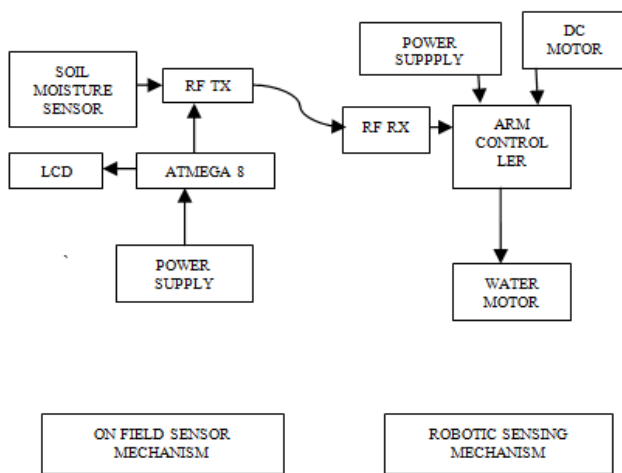 SOIL
MOISTURE
SENSOR
RF TX
LCD
ATMEGA 8
POWER
SUPPLY
POWER
SUPPPLY
DC
MOTOR
RF RX
ARM
CONTROL
LER
WATER
MOTOR
ON FIELD SENSOR
MECHANISM
ROBOTIC SENSING
MECHANISM